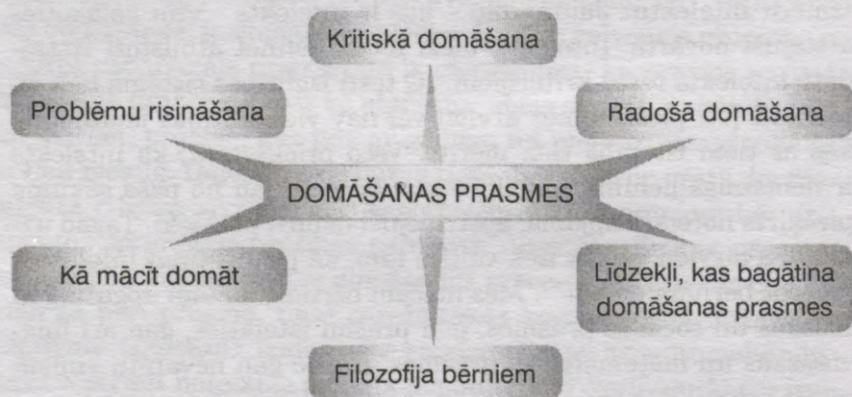 Kritiskā domāšana
Problēmu risināšana
Radošā domāšana
DOMĀŠANAS PRASMES
Kā mācīt domāt
Līdzekļi, kas bagātina
domāšanas prasmes
Filozofija bērniem